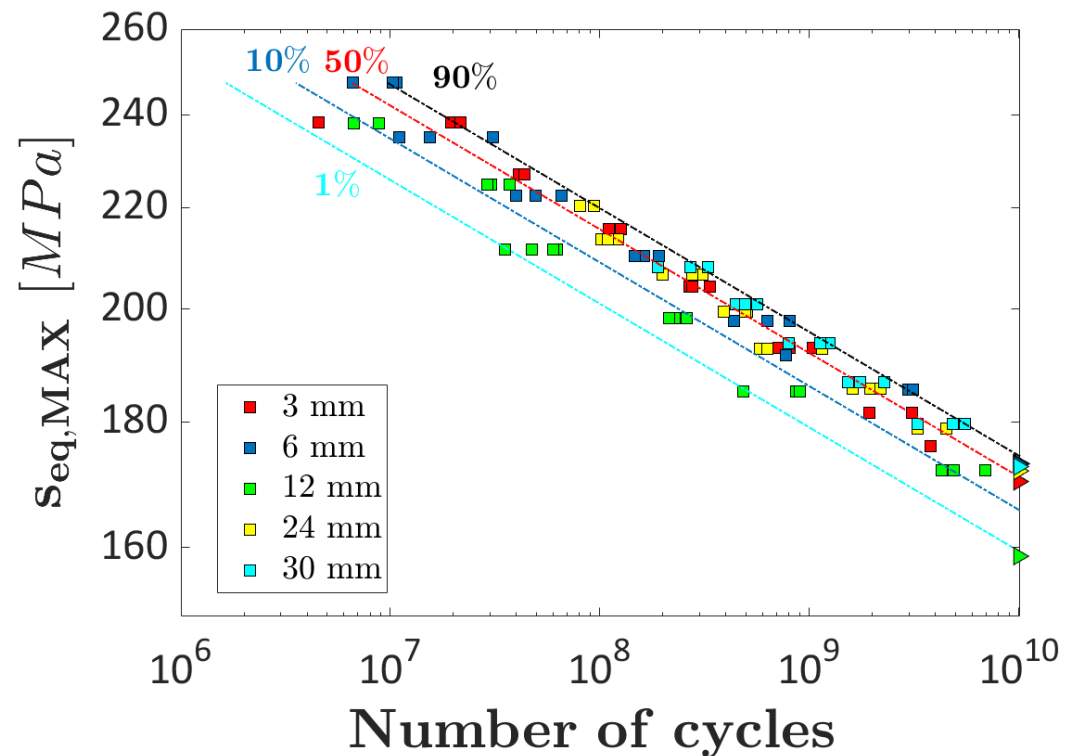 260
240
220
200
180
160
s_eq,MAX [MPa]
10% 50% 90%
1%
3 mm
6 mm
12 mm
24 mm
30 mm
10^6 10^7 10^8 10^9 10^10
Number of cycles